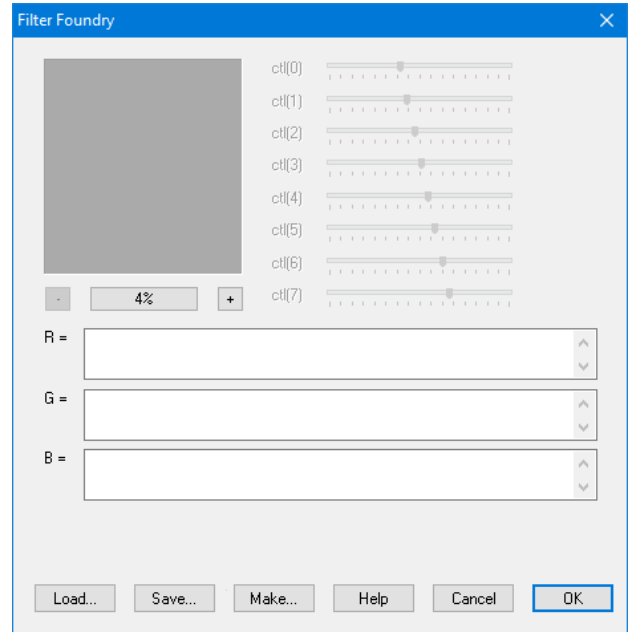 Filter Foundry
ctl(0)
ctl(1)
ctl(2)
ctl(3)
ctl(4)
ctl(5)
ctl(6)
- 4% + ctl(7)
R =
G =
B =
Load... Save... Make... Help Cancel OK